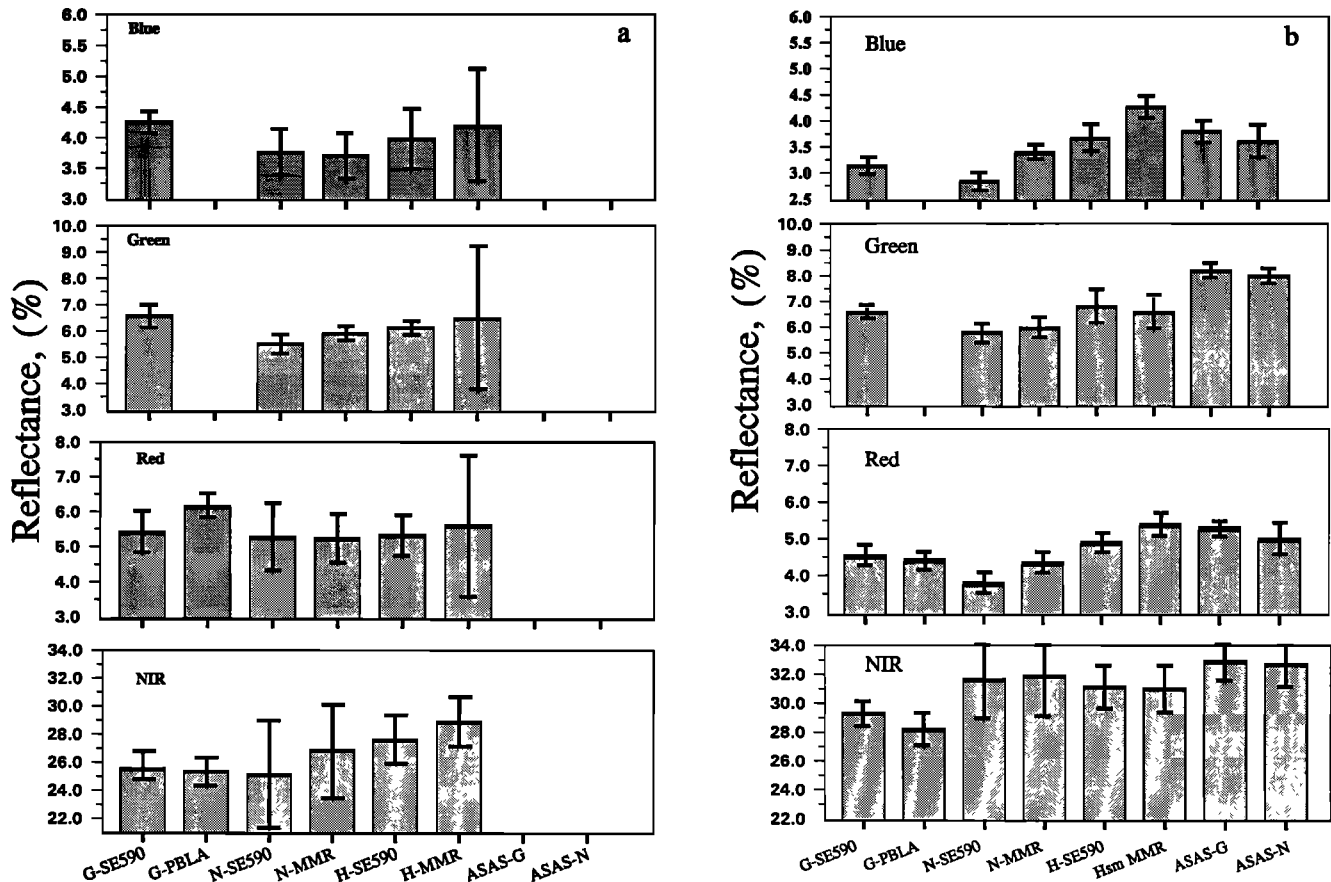 Reflectance, (%)
a
Blue
6.0
5.5
5.0
4.5
4.0
3.5
3.0
Green
10.0
9.0
8.0
7.0
6.0
5.0
4.0
3.0
Red
8.0
7.0
6.0
5.0
4.0
3.0
NIR
34.0
32.0
30.0
28.0
26.0
24.0
22.0
G-SE590
G-PBLA
N-SE590
N-MMR
H-SE590
H-MMR
ASAS-G
ASAS-N
Reflectance, (%)
b
Blue
6.0
5.5
5.0
4.5
4.0
3.5
3.0
2.5
Green
10.0
9.0
8.0
7.0
6.0
5.0
4.0
3.0
Red
8.0
7.0
6.0
5.0
4.0
3.0
NIR
34.0
32.0
30.0
28.0
26.0
24.0
22.0
G-SE590
G-PBLA
N-SE590
N-MMR
H-SE590
Hsm MMR
ASAS-G
ASAS-N